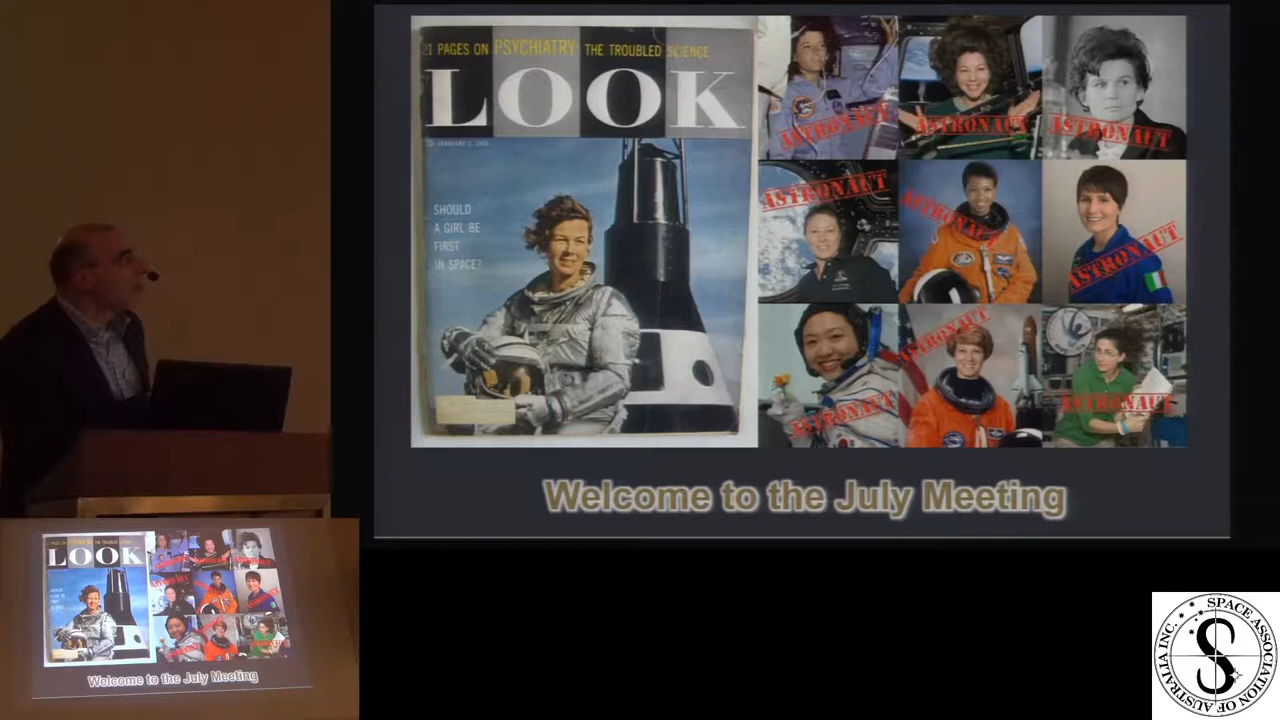 21 PAGES ON PSYCHIATRY: THE TROUBLED SCIENCE
LOOK
SHOULD
A GIRL BE
FIRST
IN SPACE?
ASTRONAUT
ASTRONAUT
ASTRONAUT
ASTRONAUT
ASTRONAUT
ASTRONAUT
ASTRONAUT
ASTRONAUT
ASTRONAUT
Welcome to the July Meeting
LOOK
Welcome to the July Meeting
SPACE ASSOCIATION
OF AUSTRALIA INC.
S